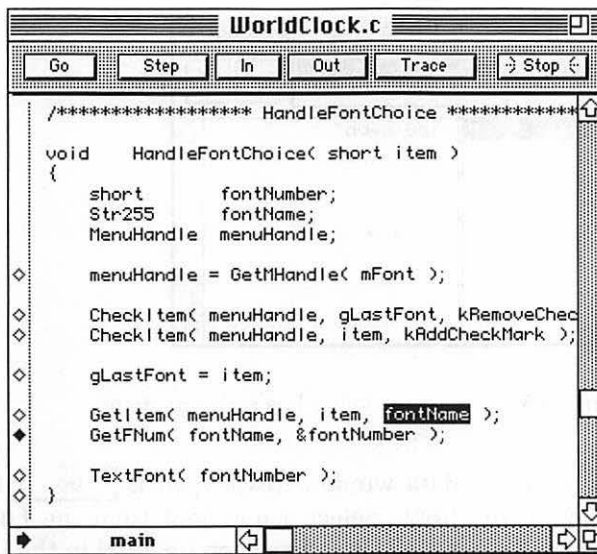 WorldClock.c
Go Step In Out Trace Stop
/****************** HandleFontChoice ************
void HandleFontChoice( short item )
{
short fontNumber;
Str255 fontName;
MenuHandle menuHandle;
menuHandle = GetMHandle( mFont );
CheckItem( menuHandle, gLastFont, kRemoveChec
CheckItem( menuHandle, item, kAddCheckMark );
gLastFont = item;
GetItem( menuHandle, item, fontName );
GetFNum( fontName, &fontNumber );
TextFont( fontNumber );
}
main